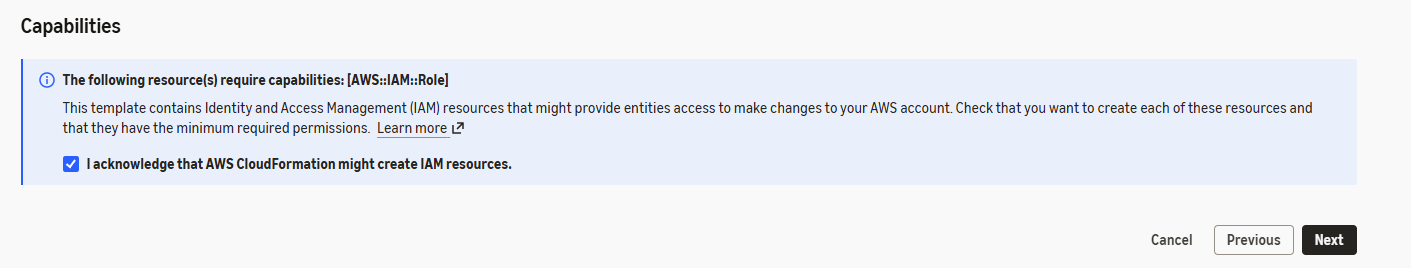 Capabilities
The following resource(s) require capabilities: [AWS::IAM::Role]
This template contains Identity and Access Management (IAM) resources that might provide entities access to make changes to your AWS account. Check that you want to create each of these resources and
that they have the minimum required permissions. Learn more
I acknowledge that AWS CloudFormation might create IAM resources.
Cancel Previous Next